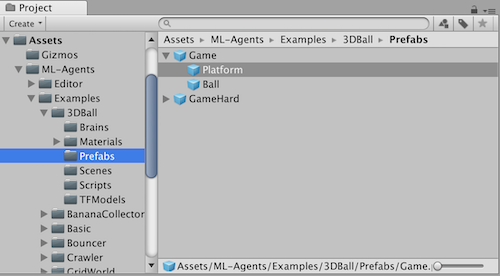 Project
Create
Assets
Gizmos
ML-Agents
Editor
Examples
3DBall
Brains
Materials
Prefabs
Scenes
Scripts
TFModels
BananaCollector
Basic
Bouncer
Crawler
GridWorld
Assets ▸ ML-Agents ▸ Examples ▸ 3DBall ▸ Prefabs
Game
Platform
Ball
GameHard
Assets/ML-Agents/Examples/3DBall/Prefabs/Game.